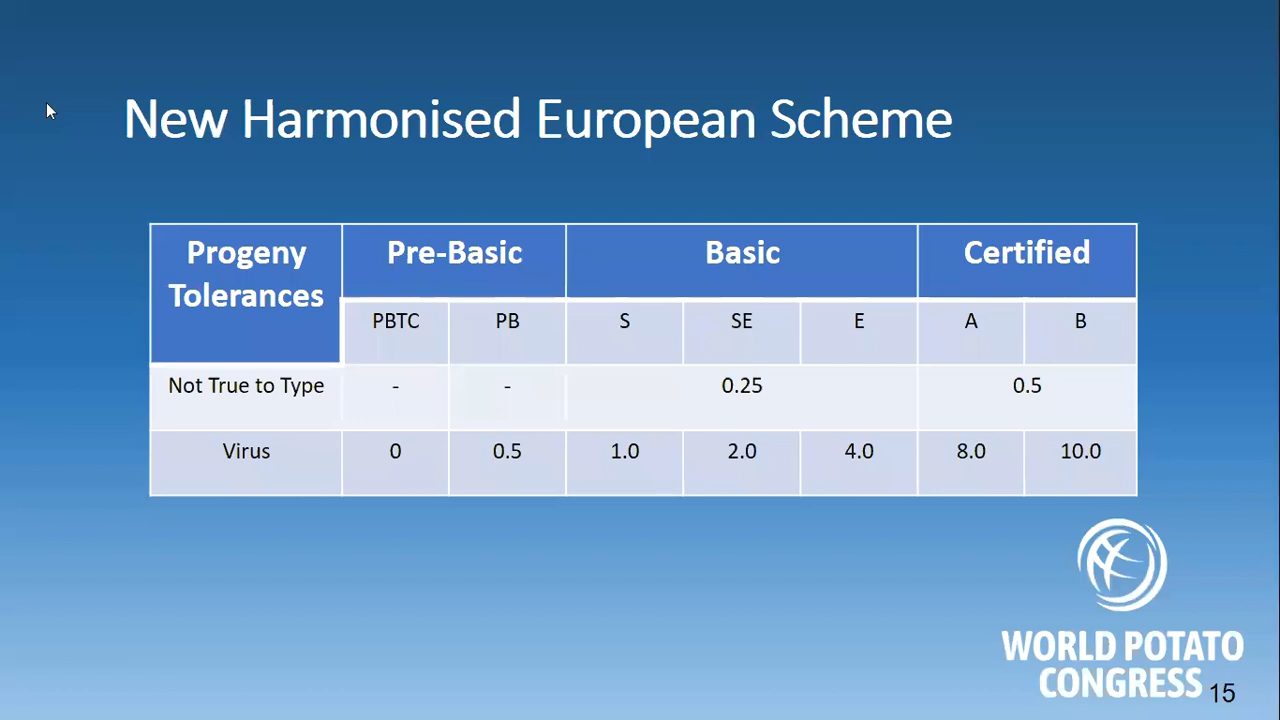 New Harmonised European Scheme
Progeny Tolerances Pre-Basic Basic Certified
PBTC PB S SE E A B
Not True to Type - - 0.25 0.5
Virus 0 0.5 1.0 2.0 4.0 8.0 10.0
WORLD POTATO
CONGRESS
15